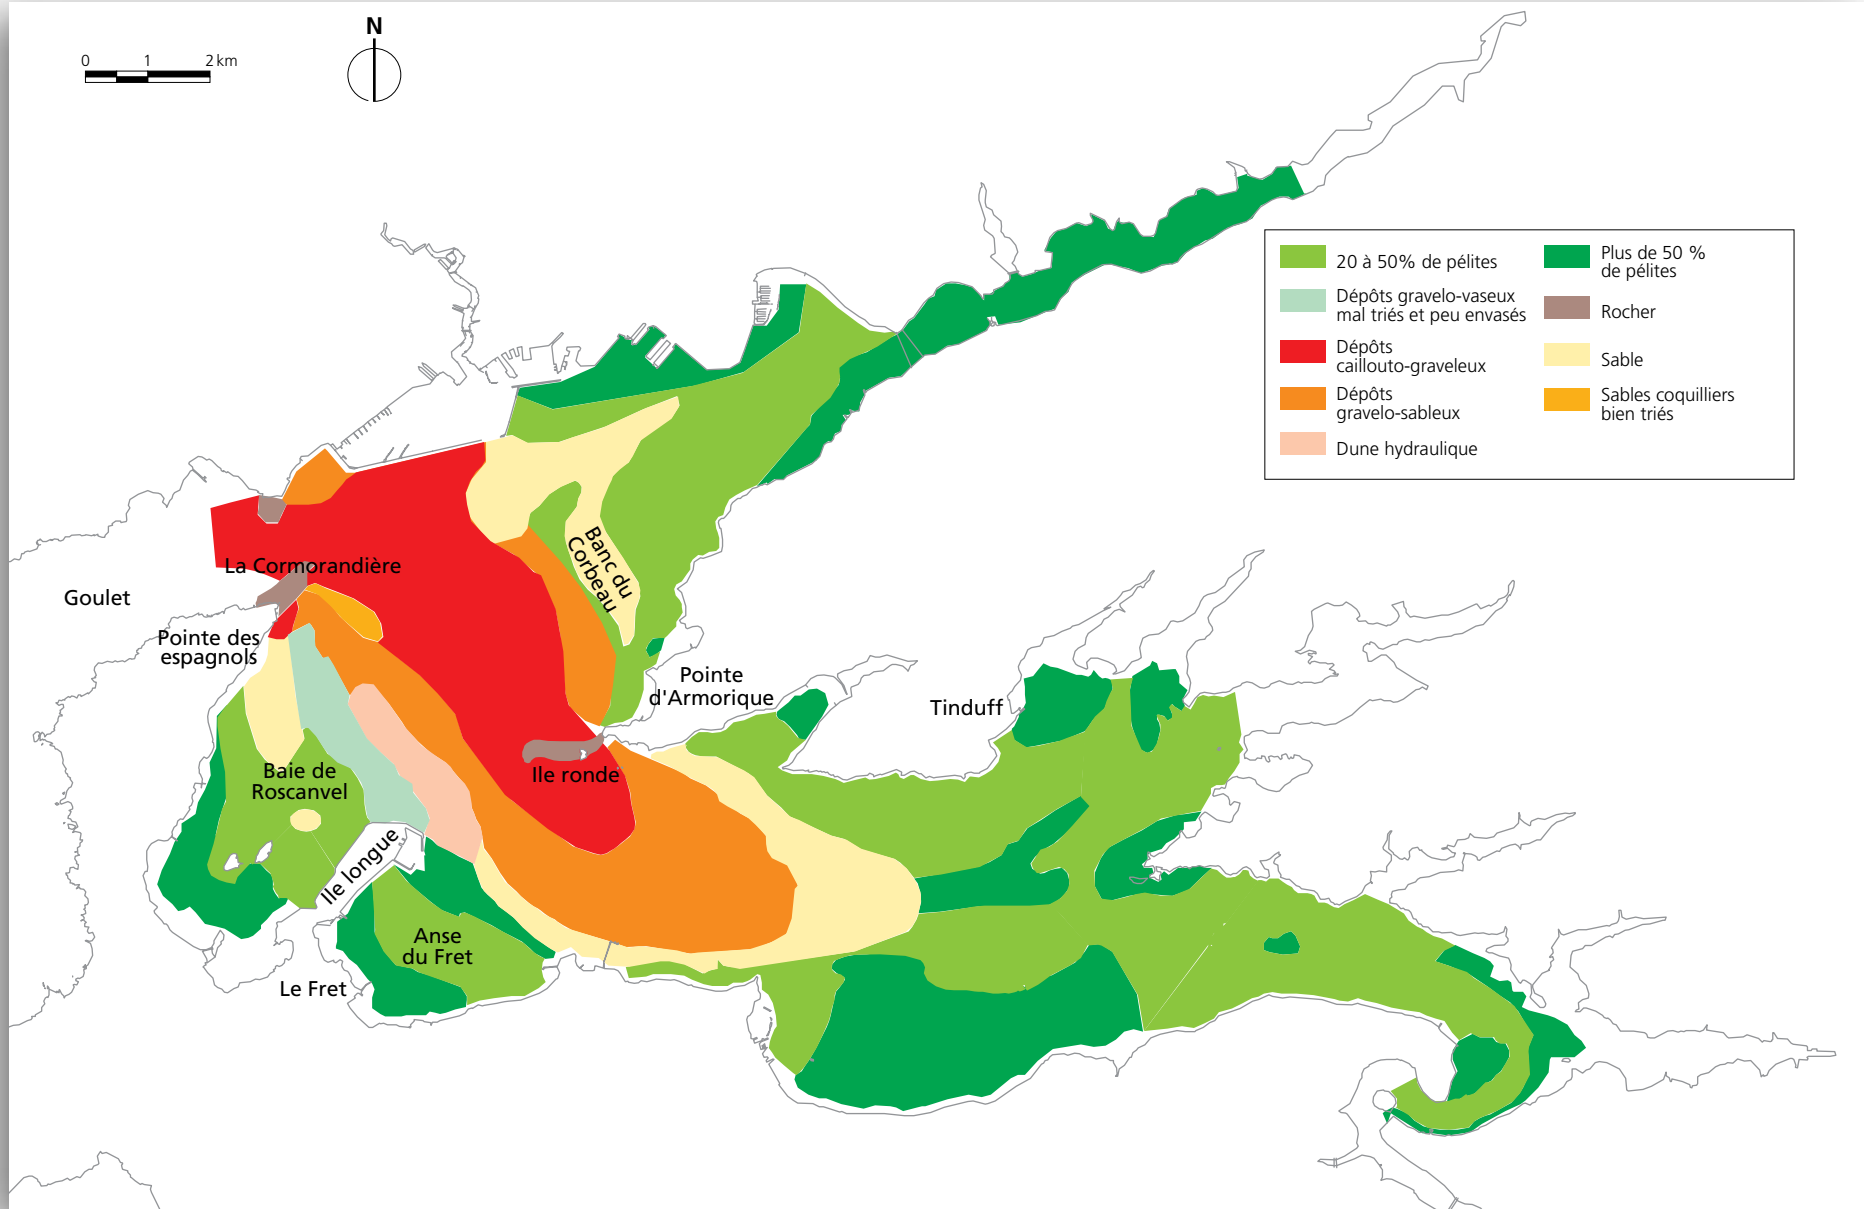 N
0 1 2 km
20 à 50% de pélites
Dépôts gravelo-vaseux
mal triés et peu envasés
Dépôts
caillouto-graveleux
Dépôts
gravelo-sableux
Dune hydraulique
Plus de 50 %
de pélites
Rocher
Sable
Sables coquilliers
bien triés
La Cormorandière
Goulet
Pointe des
espagnols
Banc du
Corbeau
Pointe
d'Armorique
Tinduff
Ile ronde
Baie de
Roscanvel
Ile longue
Anse
du Fret
Le Fret